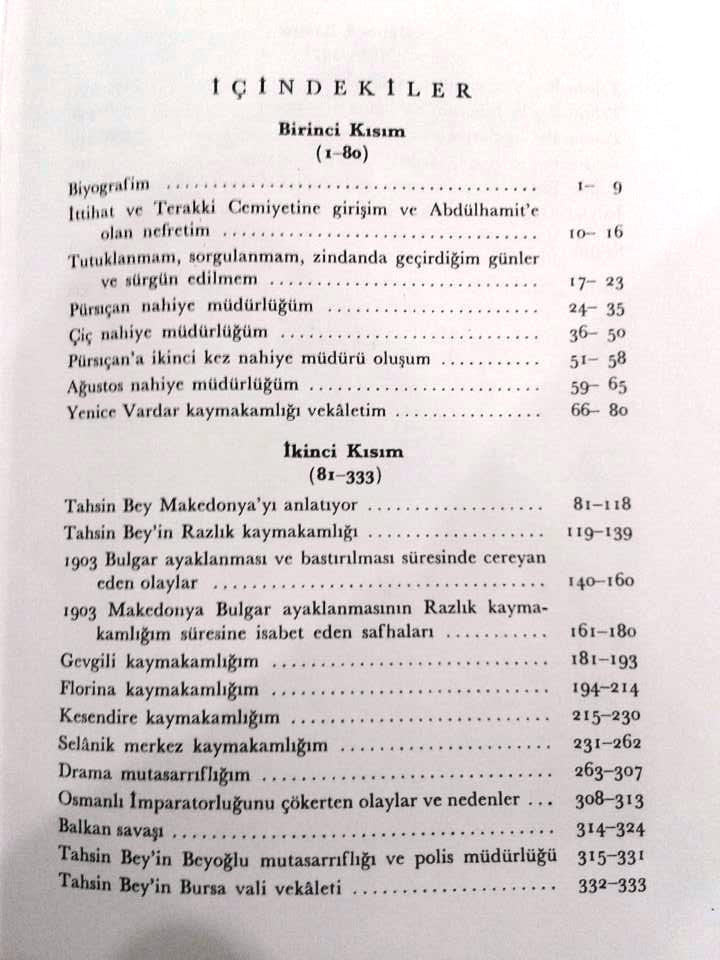 İÇİNDEKİLER
Birinci Kısım
(1-80)
Biyografim ........................................ 1- 9
İttihat ve Terakki Cemiyetine girişim ve Abdülhamit'e
olan nefretim .................................. 10- 16
Tutuklanmam, sorgulanmam, zindanda geçirdiğim günler
ve sürgün edilmem ............................. 17- 23
Pürsıçan nahiye müdürlüğüm ....................... 24- 35
Çiç nahiye müdürlüğüm ............................ 36- 50
Pürsıçan'a ikinci kez nahiye müdürü oluşum ........... 51- 58
Ağustos nahiye müdürlüğüm ......................... 59- 65
Yenice Vardar kaymakamlığı vekâletim ................ 66- 80
İkinci Kısım
(81-333)
Tahsin Bey Makedonya'yı anlatıyor ................... 81-118
Tahsin Bey'in Razlık kaymakamlığı .................... 119-139
1903 Bulgar ayaklanması ve bastırılması süresinde cereyan
eden olaylar .................................... 140-160
1903 Makedonya Bulgar ayaklanmasının Razlık kayma-
kamlığım süresine isabet eden safhaları ........... 161-180
Gevgili kaymakamlığım .............................. 181-193
Florina kaymakamlığım .............................. 194-214
Kesendire kaymakamlığım ............................ 215-230
Selânik merkez kaymakamlığım ....................... 231-262
Drama mutasarrıflığım ............................... 263-307
Osmanlı İmparatorluğunu çökerten olaylar ve nedenler ... 308-313
Balkan savaşı ......................................... 314-324
Tahsin Bey'in Beyoğlu mutasarrıflığı ve polis müdürlüğü 315-331
Tahsin Bey'in Bursa vali vekâleti ...................... 332-333